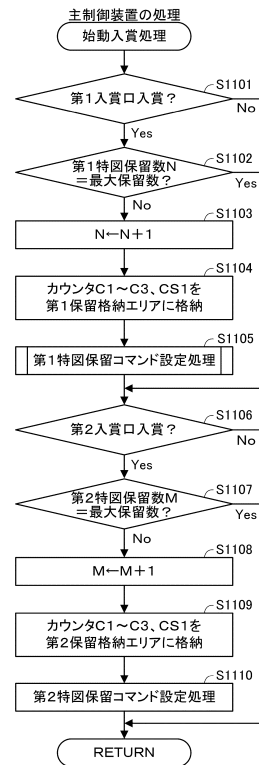 主制御装置の処理
始動入賞処理
S1101
第1入賞口入賞？
No
Yes
S1102
第1特図保留数N
＝最大保留数？
Yes
No
S1103
N←N＋1
S1104
カウンタC1～C3、CS1を
第1保留格納エリアに格納
S1105
第1特図保留コマンド設定処理
S1106
第2入賞口入賞？
No
Yes
S1107
第2特図保留数M
＝最大保留数？
Yes
No
S1108
M←M＋1
S1109
カウンタC1～C3、CS1を
第2保留格納エリアに格納
S1110
第2特図保留コマンド設定処理
RETURN